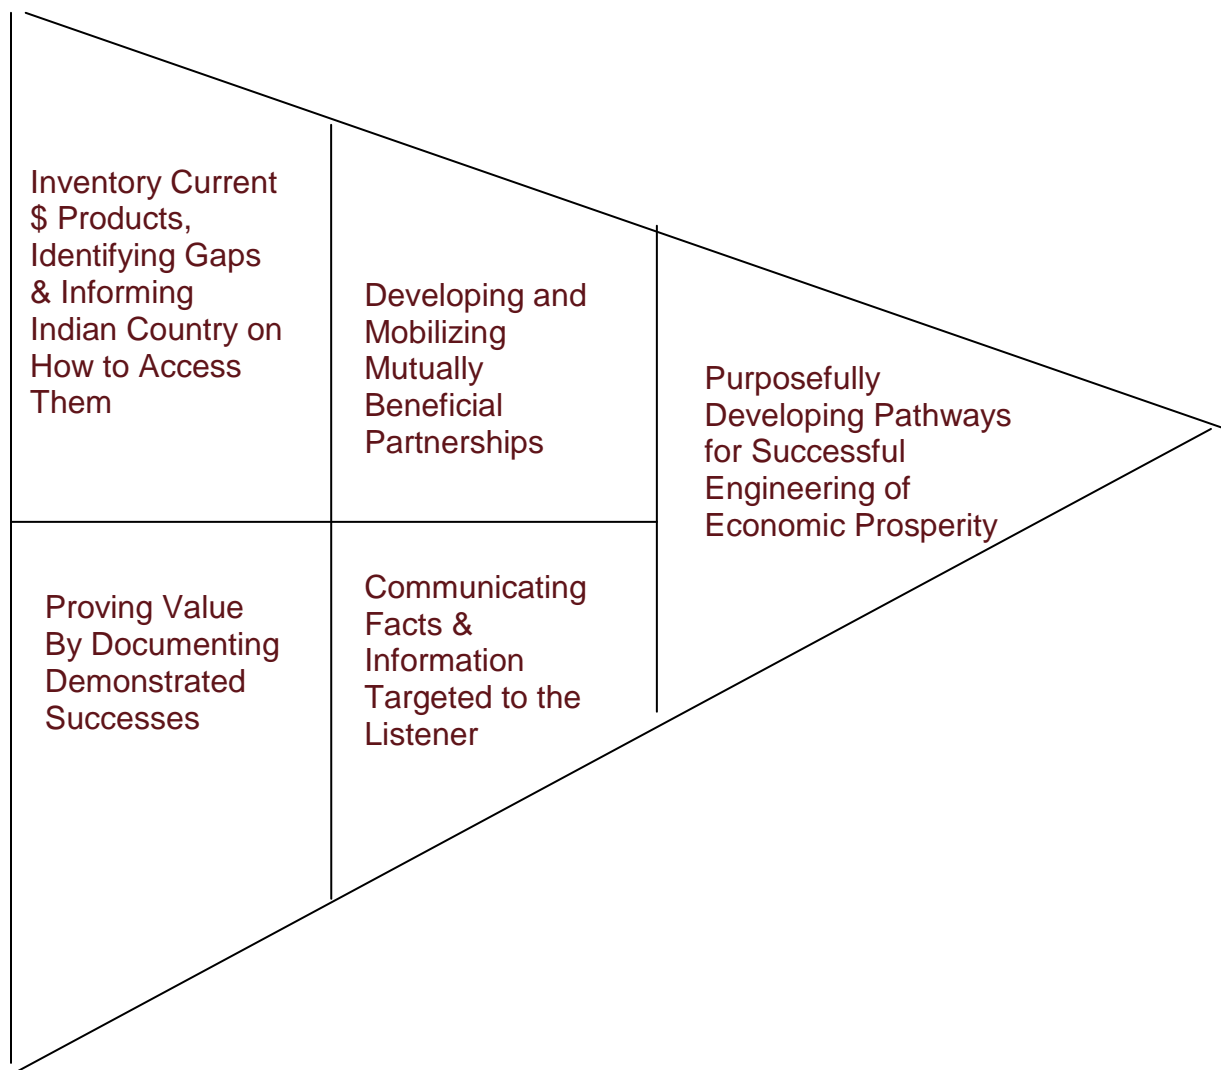 Inventory Current
$ Products,
Identifying Gaps
& Informing
Indian Country on
How to Access
Them
Developing and
Mobilizing
Mutually
Beneficial
Partnerships
Purposefully
Developing Pathways
for Successful
Engineering of
Economic Prosperity
Proving Value
By Documenting
Demonstrated
Successes
Communicating
Facts &
Information
Targeted to the
Listener